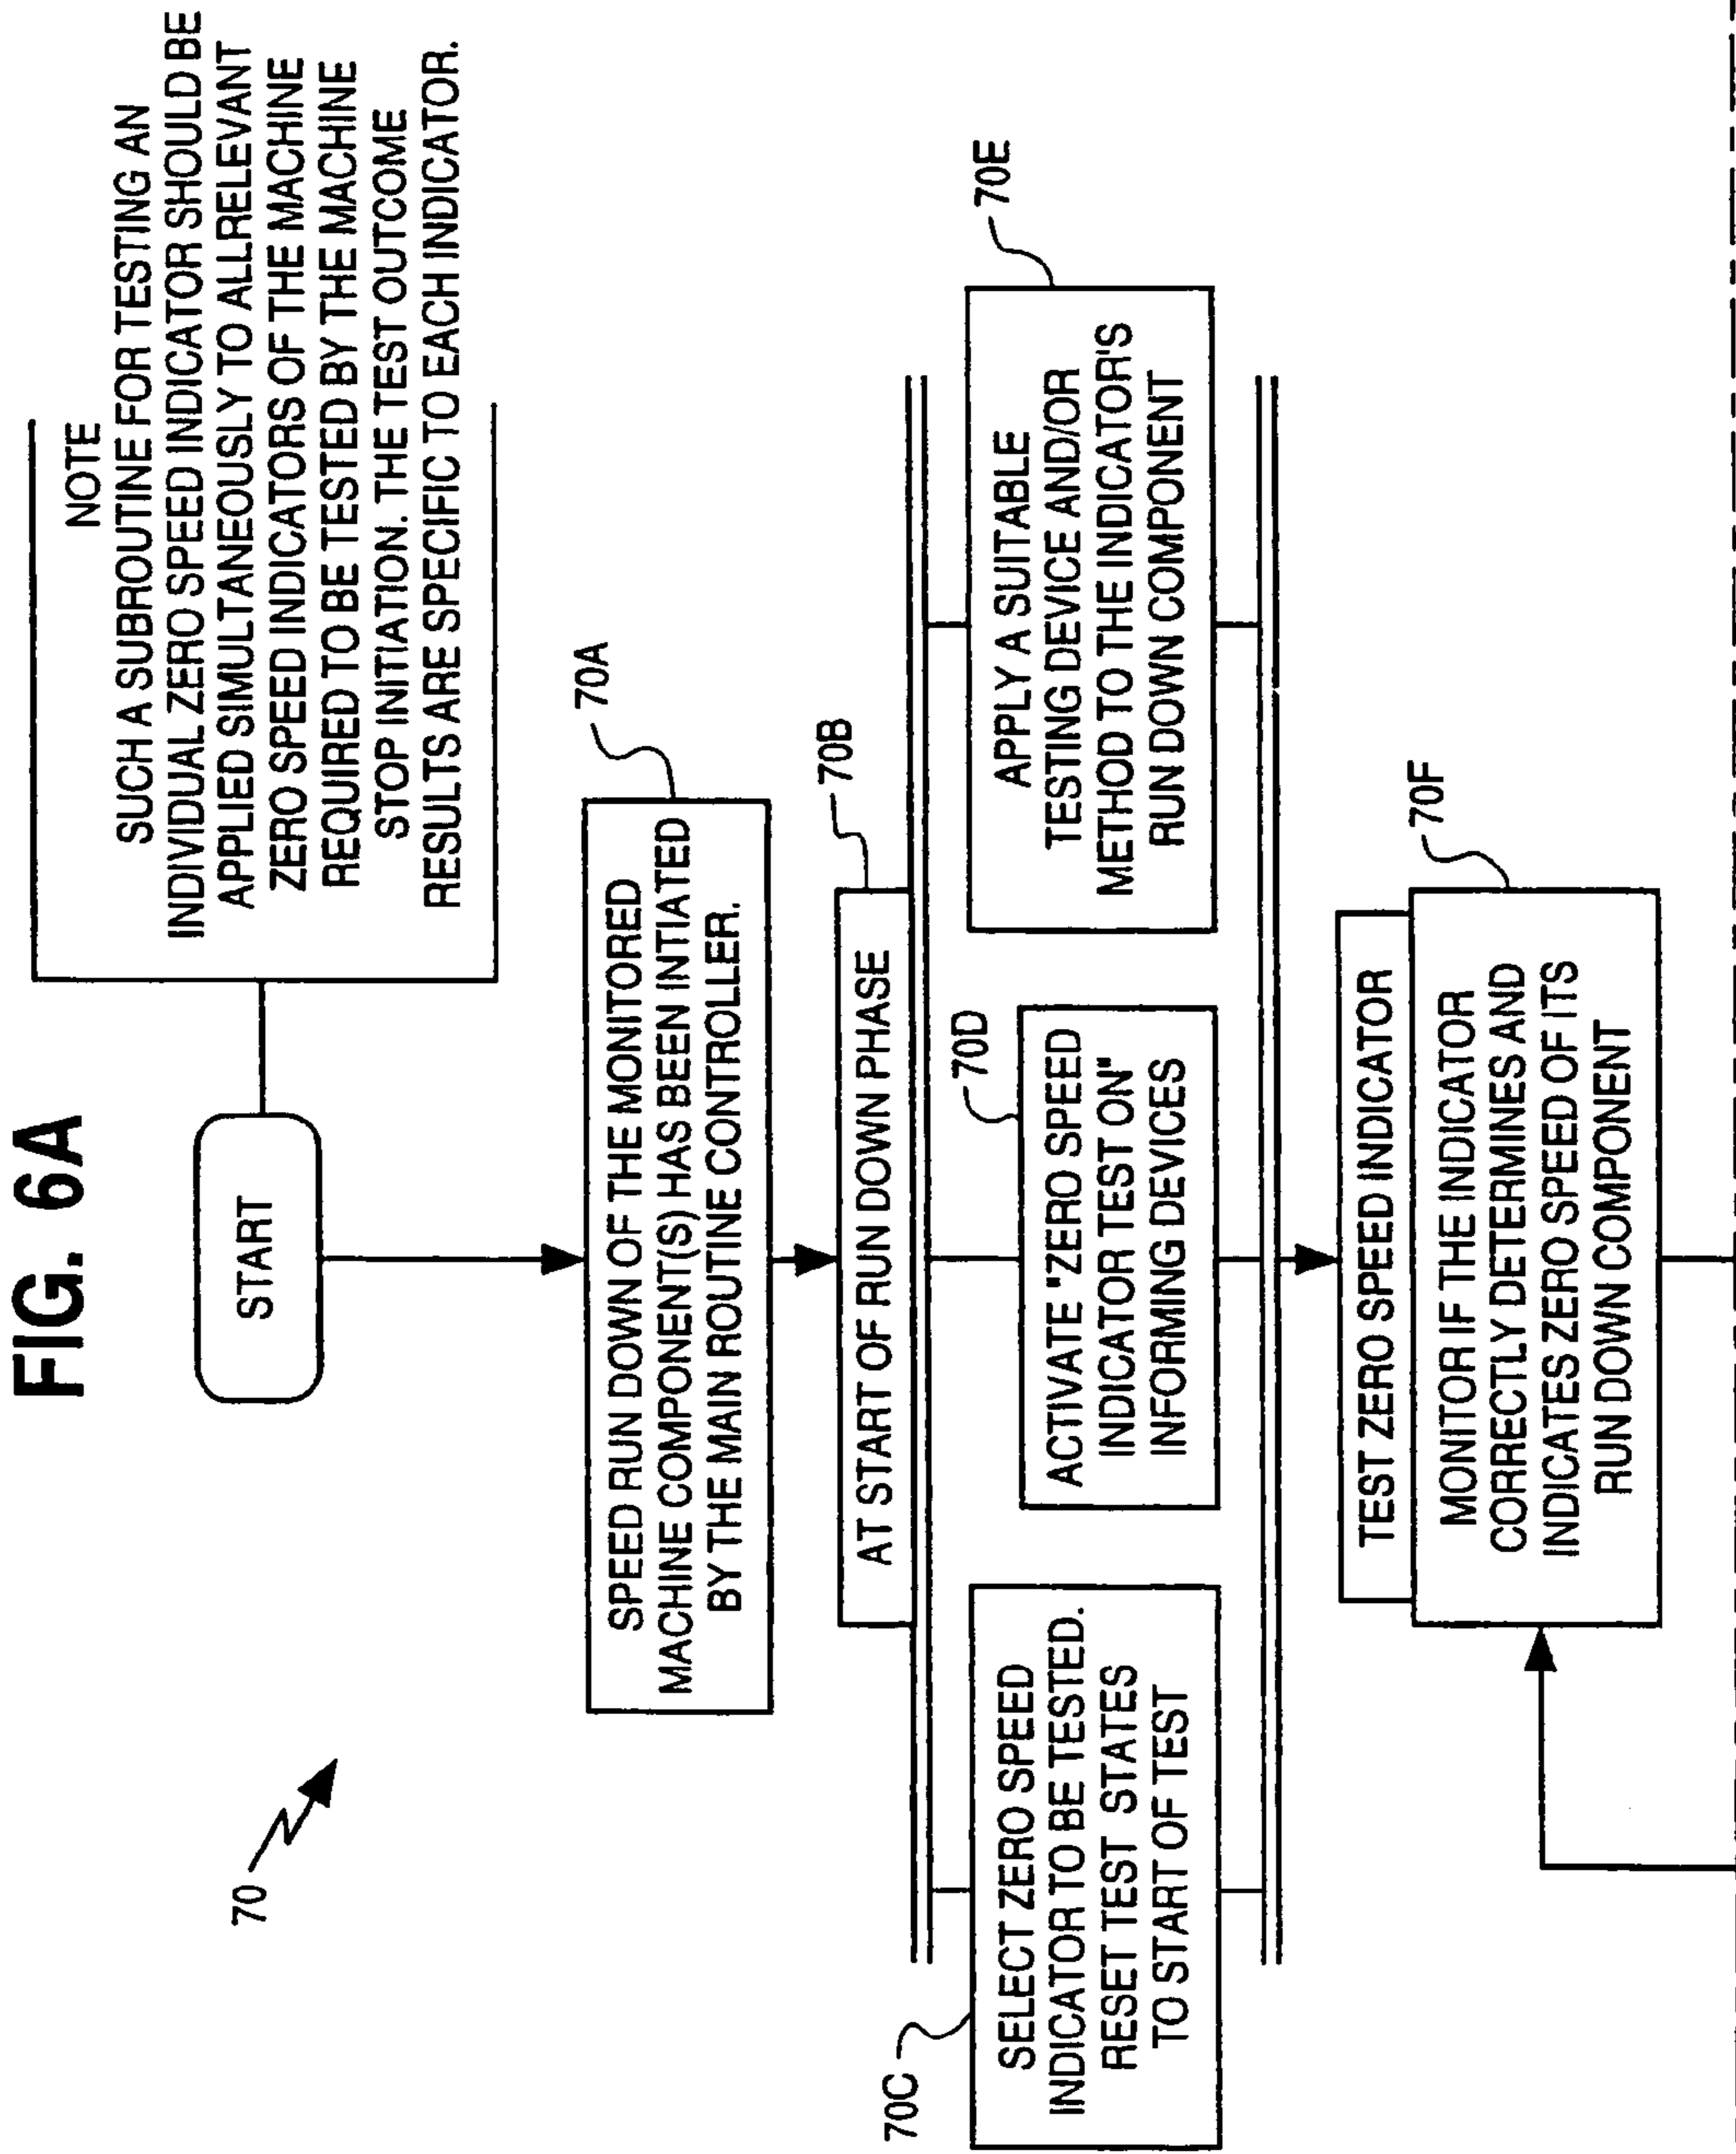 FIG. 6A
70
START
NOTE
SUCH A SUBROUTINE FOR TESTING AN
INDIVIDUAL ZERO SPEED INDICATOR SHOULD BE
APPLIED SIMULTANEOUSLY TO ALLRELEVANT
ZERO SPEED INDICATORS OF THE MACHINE
REQUIRED TO BE TESTED BY THE MACHINE
STOP INITIATION. THE TEST OUTCOME
RESULTS ARE SPECIFIC TO EACH INDICATOR.
70A
SPEED RUN DOWN OF THE MONITORED
MACHINE COMPONENT(S) HAS BEEN INTIATED
BY THE MAIN ROUTINE CONTROLLER.
70B
AT START OF RUN DOWN PHASE
70C
SELECT ZERO SPEED
INDICATOR TO BE TESTED.
RESET TEST STATES
TO START OF TEST
70D
ACTIVATE "ZERO SPEED
INDICATOR TEST ON"
INFORMING DEVICES
70E
APPLY A SUITABLE
TESTING DEVICE AND/OR
METHOD TO THE INDICATOR'S
RUN DOWN COMPONENT
TEST ZERO SPEED INDICATOR
70F
MONITOR IF THE INDICATOR
CORRECTLY DETERMINES AND
INDICATES ZERO SPEED OF ITS
RUN DOWN COMPONENT